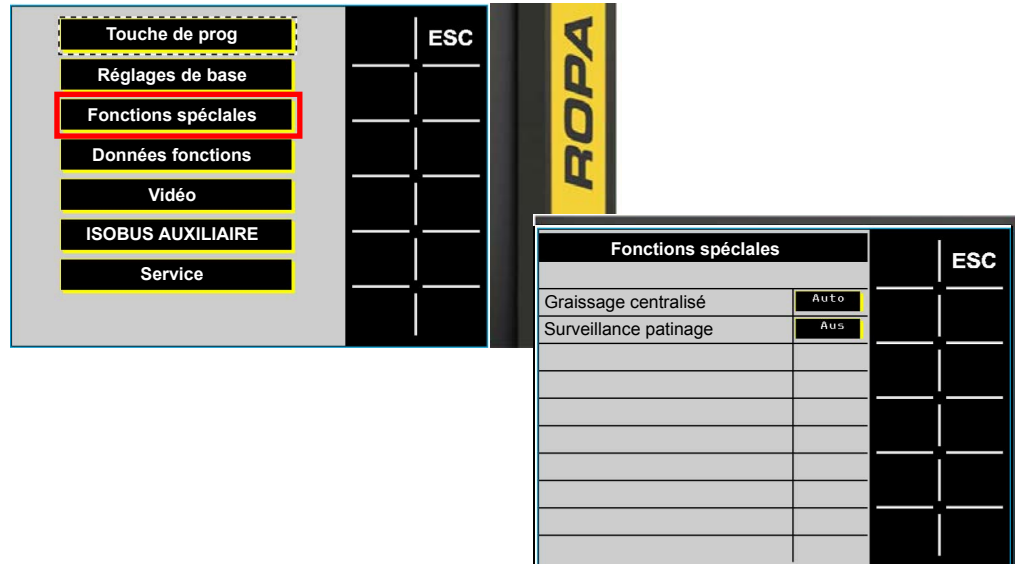 Touche de prog
ESC
Réglages de base
Fonctions spéclales
Données fonctions
Vidéo
ISOBUS AUXILIAIRE
Service
ROPA
Fonctions spéclales
ESC
Graissage centralisé
Auto
Surveillance patinage
Aus